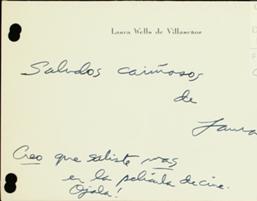 Laura Wells de Villaseñor
Saludos cariñosos
de
Laura
Creo que saliste mas
en la película de cine.
Ojalá!